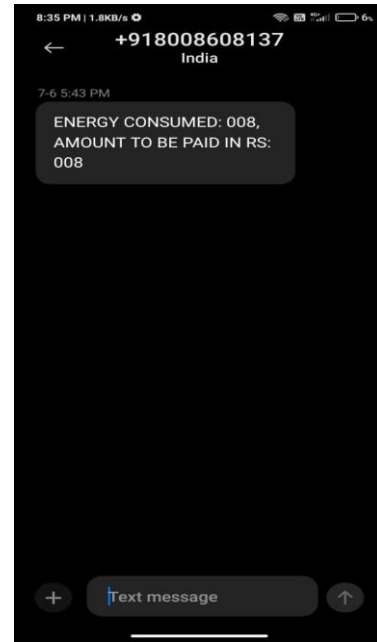 8:35 PM | 1.8KB/s
+918008608137
India
7-6 5:43 PM
ENERGY CONSUMED: 008,
AMOUNT TO BE PAID IN RS:
008
Text message